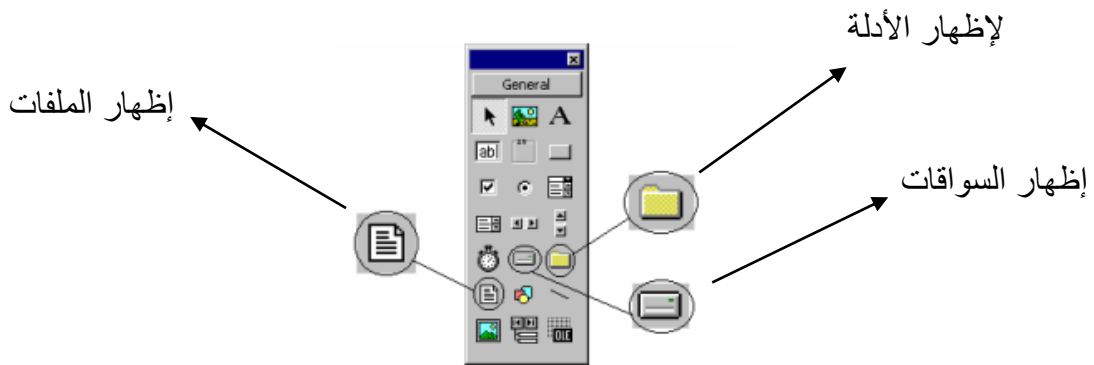 لإظهار الأدلة
إظهار الملفات
إظهار السواقات
General
A
ab
OLE